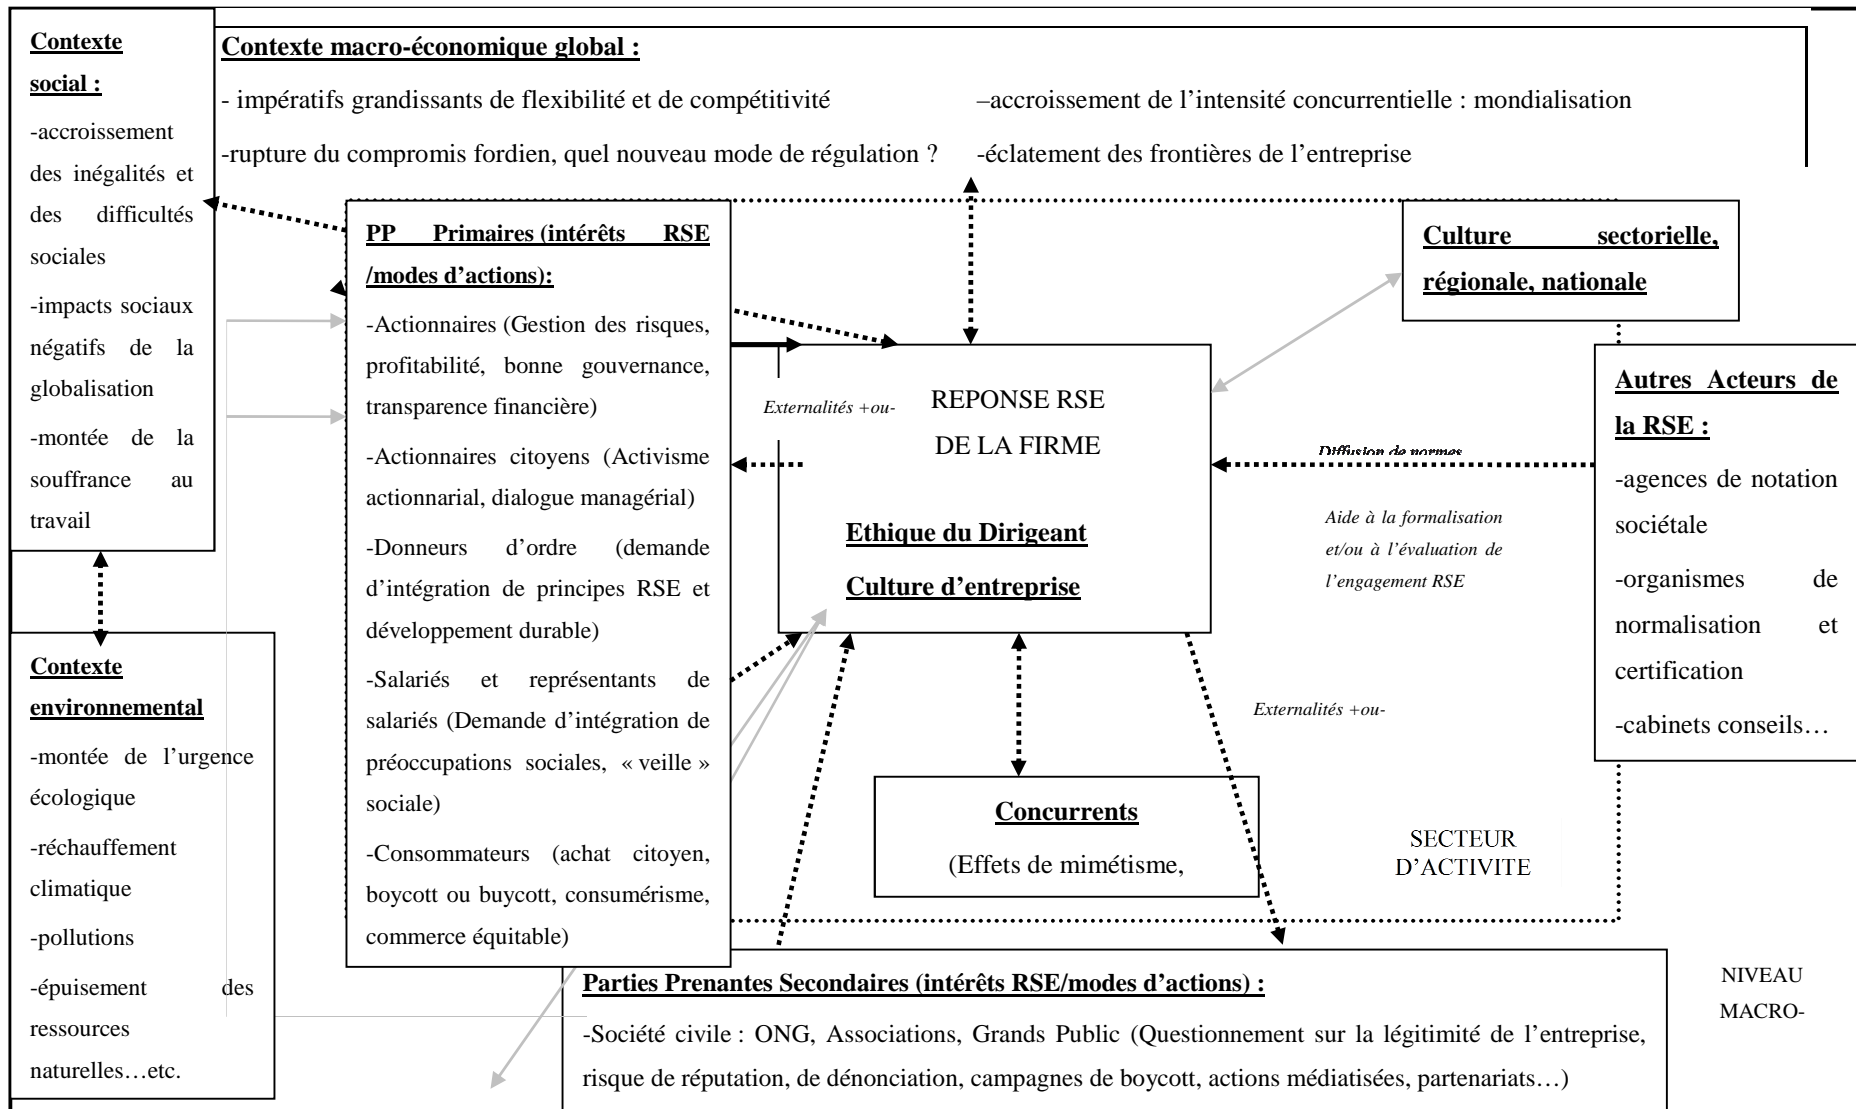 Contexte
social :
-accroissement
des inégalités et
des difficultés
sociales
-impacts sociaux
négatifs de la
globalisation
-montée de la
souffrance au
travail
Contexte macro-économique global :
- impératifs grandissants de flexibilité et de compétitivité –accroissement de l’intensité concurrentielle : mondialisation
-rupture du compromis fordien, quel nouveau mode de régulation ? -éclatement des frontières de l’entreprise
PP Primaires (intérêts RSE
/modes d’actions):
-Actionnaires (Gestion des risques,
profitabilité, bonne gouvernance,
transparence financière)
-Actionnaires citoyens (Activisme
actionnarial, dialogue managérial)
-Donneurs d’ordre (demande
d’intégration de principes RSE et
développement durable)
-Salariés et représentants de
salariés (Demande d’intégration de
préoccupations sociales, « veille »
sociale)
-Consommateurs (achat citoyen,
boycott ou buycott, consumérisme,
commerce équitable)
Externalités +ou-
REPONSE RSE
DE LA FIRME
Ethique du Dirigeant
Culture d’entreprise
Culture sectorielle,
régionale, nationale
Diffusion de normes
Aide à la formalisation
et/ou à l’évaluation de
l’engagement RSE
Autres Acteurs de
la RSE :
-agences de notation
sociétale
-organismes de
normalisation et
certification
-cabinets conseils…
Externalités +ou-
Concurrents
(Effets de mimétisme,
SECTEUR
D’ACTIVITE
Contexte
environnemental
-montée de l’urgence
écologique
-réchauffement
climatique
-pollutions
-épuisement des
ressources
naturelles…etc.
Parties Prenantes Secondaires (intérêts RSE/modes d’actions) :
-Société civile : ONG, Associations, Grands Public (Questionnement sur la légitimité de l’entreprise,
risque de réputation, de dénonciation, campagnes de boycott, actions médiatisées, partenariats…)
NIVEAU
MACRO-